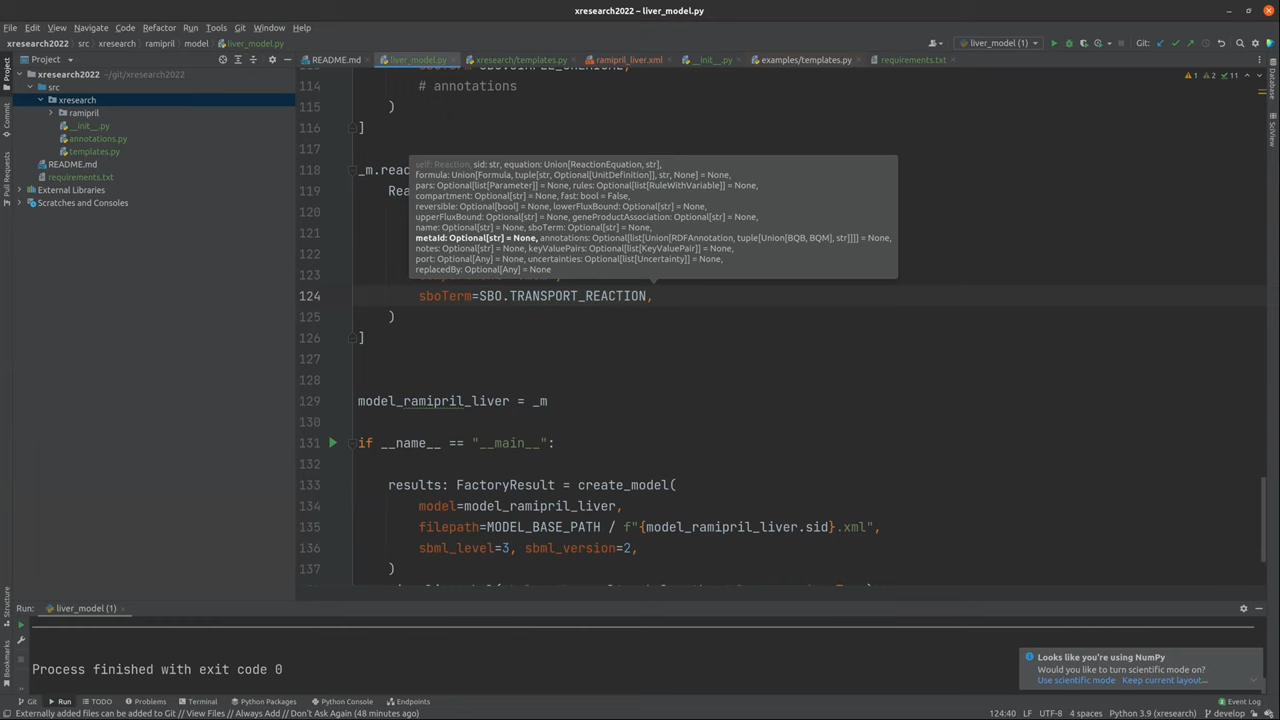 xresearch2022 – liver_model.py
File Edit View Navigate Code Refactor Run Tools Git Window Help
xresearch2022 src xresearch ramipril model liver_model.py
liver_model (1) Git:
Project README.md liver_model.py xresearch/templates.py ramipril_liver.xml __init__.py examples/templates.py requirements.txt
xresearch2022 ~/git/xresearch2022
src
xresearch
ramipril
__init__.py
annotations.py
templates.py
README.md
requirements.txt
External Libraries
Scratches and Consoles
Project
Commit
Pull Requests
Structure
Bookmarks
Database
SciView
1 2 11
114 # annotations
115 )
116 ]
117
118 _m.reac
119 Rea
120
self: Reaction, sid: str, equation: Union[ReactionEquation, str],
formula: Union[Formula, tuple[str, Optional[UnitDefinition]], str, None] = None,
pars: Optional[list[Parameter]] = None, rules: Optional[list[RuleWithVariable]] = None,
compartment: Optional[str] = None, fast: bool = False,
reversible: Optional[bool] = None, lowerFluxBound: Optional[str] = None,
upperFluxBound: Optional[str] = None, geneProductAssociation: Optional[str] = None,
name: Optional[str] = None, sboTerm: Optional[str] = None,
metaId: Optional[str] = None, annotations: Optional[list[Union[RDFAnnotation, tuple[Union[BQB, BQM], str]]]] = None,
notes: Optional[str] = None, keyValuePairs: Optional[list[KeyValuePair]] = None,
port: Optional[Any] = None, uncertainties: Optional[list[Uncertainty]] = None,
replacedBy: Optional[Any] = None
121
122
123
124 sboTerm=SBO.TRANSPORT_REACTION,
125 )
126 ]
127
128
129 model_ramipril_liver = _m
130
131 if __name__ == "__main__":
132
133 results: FactoryResult = create_model(
134 model=model_ramipril_liver,
135 filepath=MODEL_BASE_PATH / f"{model_ramipril_liver.sid}.xml",
136 sbml_level=3, sbml_version=2,
137 )
Run: liver_model (1)
Process finished with exit code 0
Looks like you're using NumPy
Would you like to turn scientific mode on?
Use scientific mode Keep current layout...
Git Run TODO Problems Terminal Python Packages Python Console Endpoints Event Log
Externally added files can be added to Git // View Files // Always Add // Don't Ask Again (48 minutes ago) 124:40 LF UTF-8 4 spaces Python 3.9 (xresearch) develop